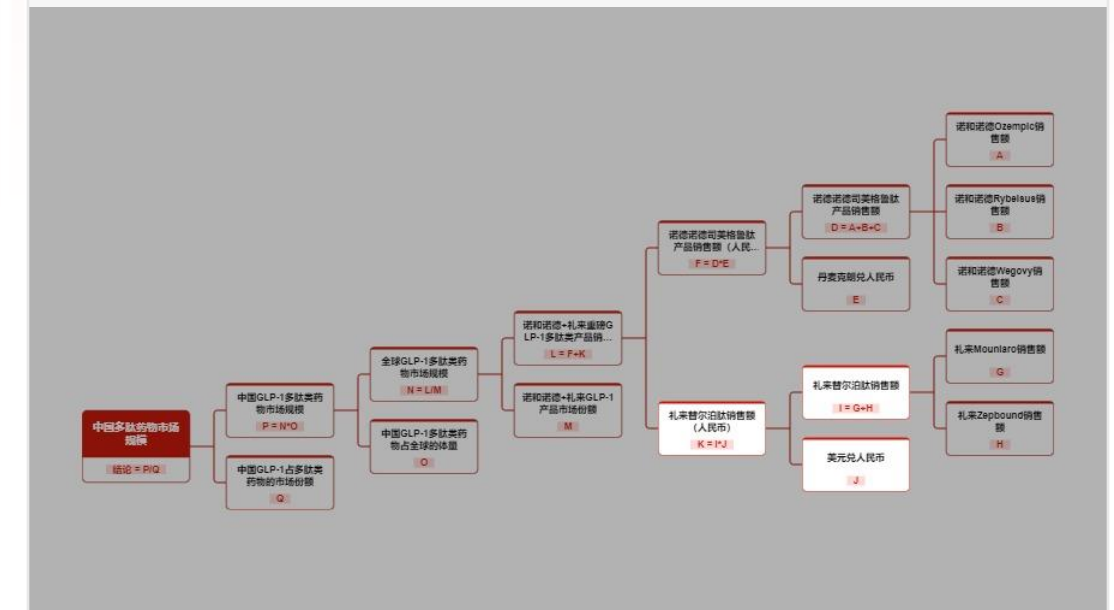 诺和诺德Ozempic销
售额
A
诺德诺德司美格鲁肽
产品销售额
D = A+B+C
诺和诺德Rybelsus销
售额
B
诺德诺德司美格鲁肽
产品销售额（人民...
F = D*E
丹麦克朗兑人民币
E
诺和诺德Wegovy销
售额
C
诺和诺德+礼来重磅G
LP-1多肽类产品销...
L = F+K
礼来Mounlaro销售额
G
全球GLP-1多肽类药
物市场规模
N = L/M
礼来替尔泊肽销售额
I = G+H
中国GLP-1多肽类药
物市场规模
P = N*O
诺和诺德+礼来GLP-1
产品市场份额
M
礼来替尔泊肽销售额
（人民币）
K = I*J
礼来Zepbound销售
额
H
中国多肽药物市场
规模
结论 = P/Q
中国GLP-1多肽类药
物占全球的体量
O
美元兑人民币
J
中国GLP-1占多肽类
药物的市场份额
Q